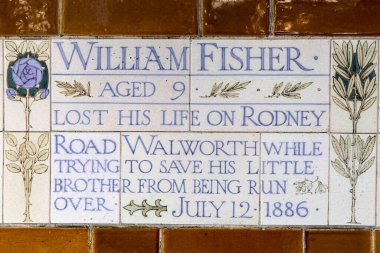 WILLIAM FISHER ·
AGED 9
LOST HIS LIFE ON RODNEY
ROAD WALWORTH WHILE
TRYING TO SAVE HIS LITTLE
BROTHER FROM BEING RUN
OVER. JULY 12 · 1886 ·